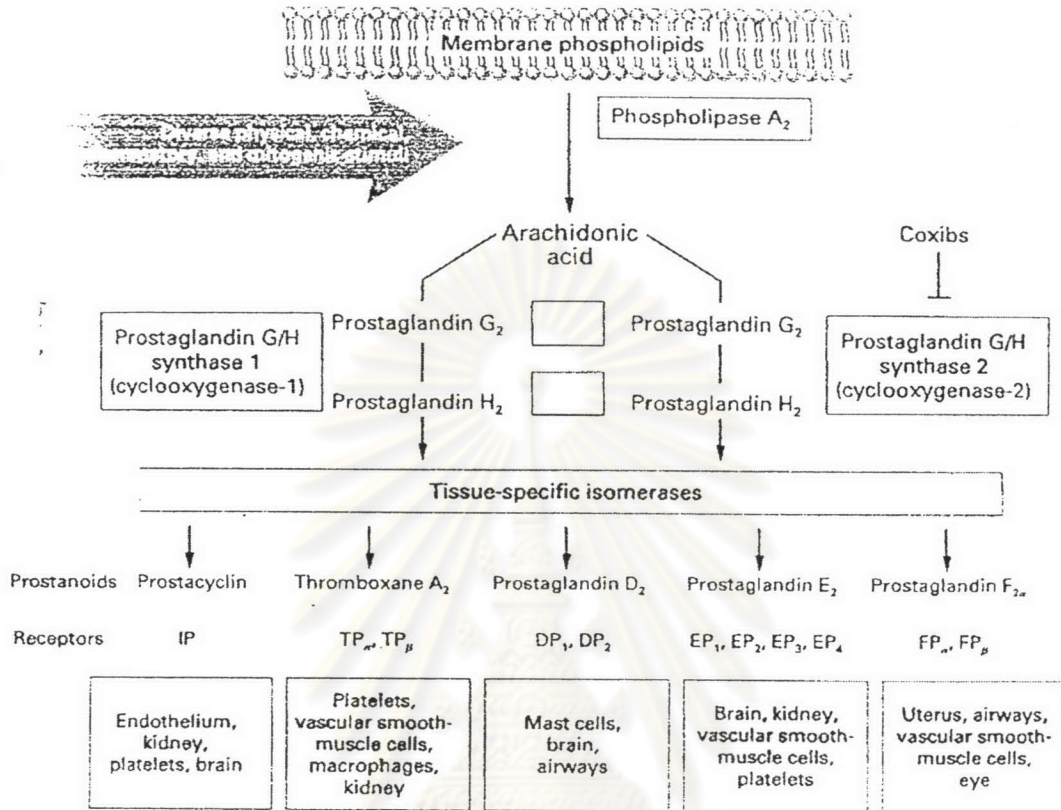 Membrane phospholipids
Phospholipase A₂
Diverse physical, chemical
Arachidonic
acid
Coxibs
Prostaglandin G/H
synthase 1
(cyclooxygenase-1)
Prostaglandin G₂
Prostaglandin G₂
Prostaglandin G/H
synthase 2
(cyclooxygenase-2)
Prostaglandin H₂
Prostaglandin H₂
Tissue-specific isomerases
Prostanoids
Prostacyclin
Thromboxane A₂
Prostaglandin D₂
Prostaglandin E₂
Prostaglandin F₂α
Receptors
IP
TPα, TPβ
DP₁, DP₂
EP₁, EP₂, EP₃, EP₄
FPα, FPβ
Endothelium,
kidney,
platelets, brain
Platelets,
vascular smooth-
muscle cells,
macrophages,
kidney
Mast cells,
brain,
airways
Brain, kidney,
vascular smooth-
muscle cells,
platelets
Uterus, airways,
vascular smooth-
muscle cells,
eye